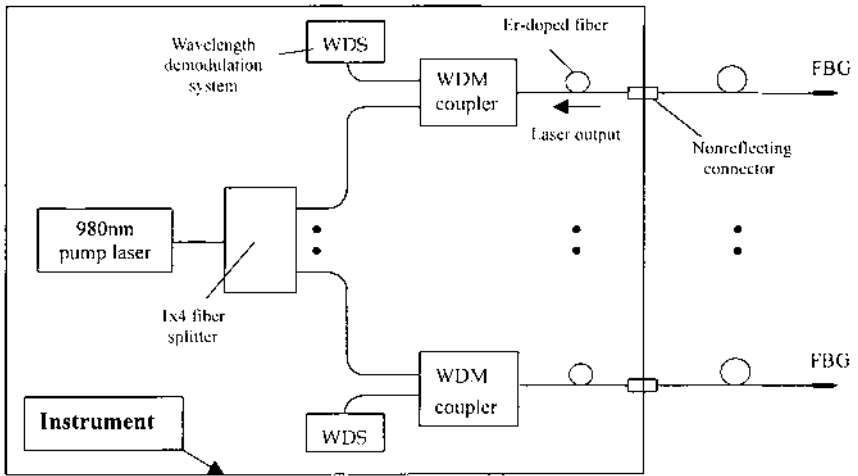 Wavelength
demodulation
system
WDS
Er-doped fiber
WDM
coupler
FBG
Laser output
Nonreflecting
connector
980nm
pump laser
1x4 fiber
splitter
WDM
coupler
FBG
Instrument
WDS